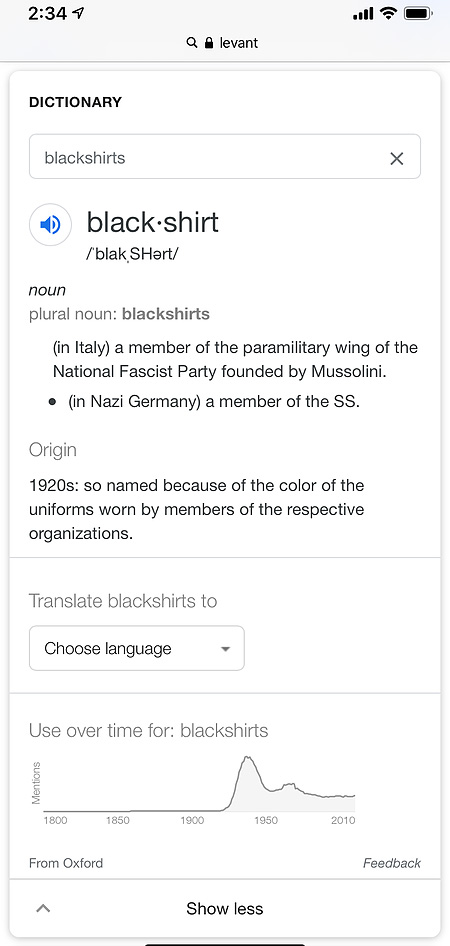 2:34
levant
DICTIONARY
blackshirts
black·shirt
/ˈblakˌSHərt/
noun
plural noun: blackshirts
(in Italy) a member of the paramilitary wing of the
National Fascist Party founded by Mussolini.
• (in Nazi Germany) a member of the SS.
Origin
1920s: so named because of the color of the
uniforms worn by members of the respective
organizations.
Translate blackshirts to
Choose language
Use over time for: blackshirts
Mentions
1800 1850 1900 1950 2010
From Oxford Feedback
Show less